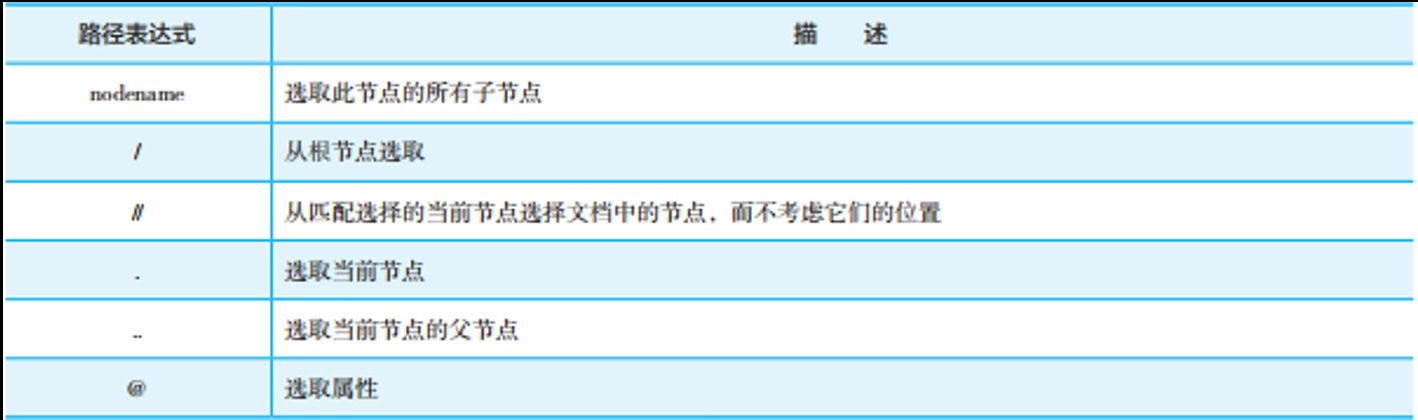 路径表达式 描 述
nodename 选取此节点的所有子节点
/ 从根节点选取
// 从匹配选择的当前节点选择文档中的节点，而不考虑它们的位置
. 选取当前节点
.. 选取当前节点的父节点
@ 选取属性